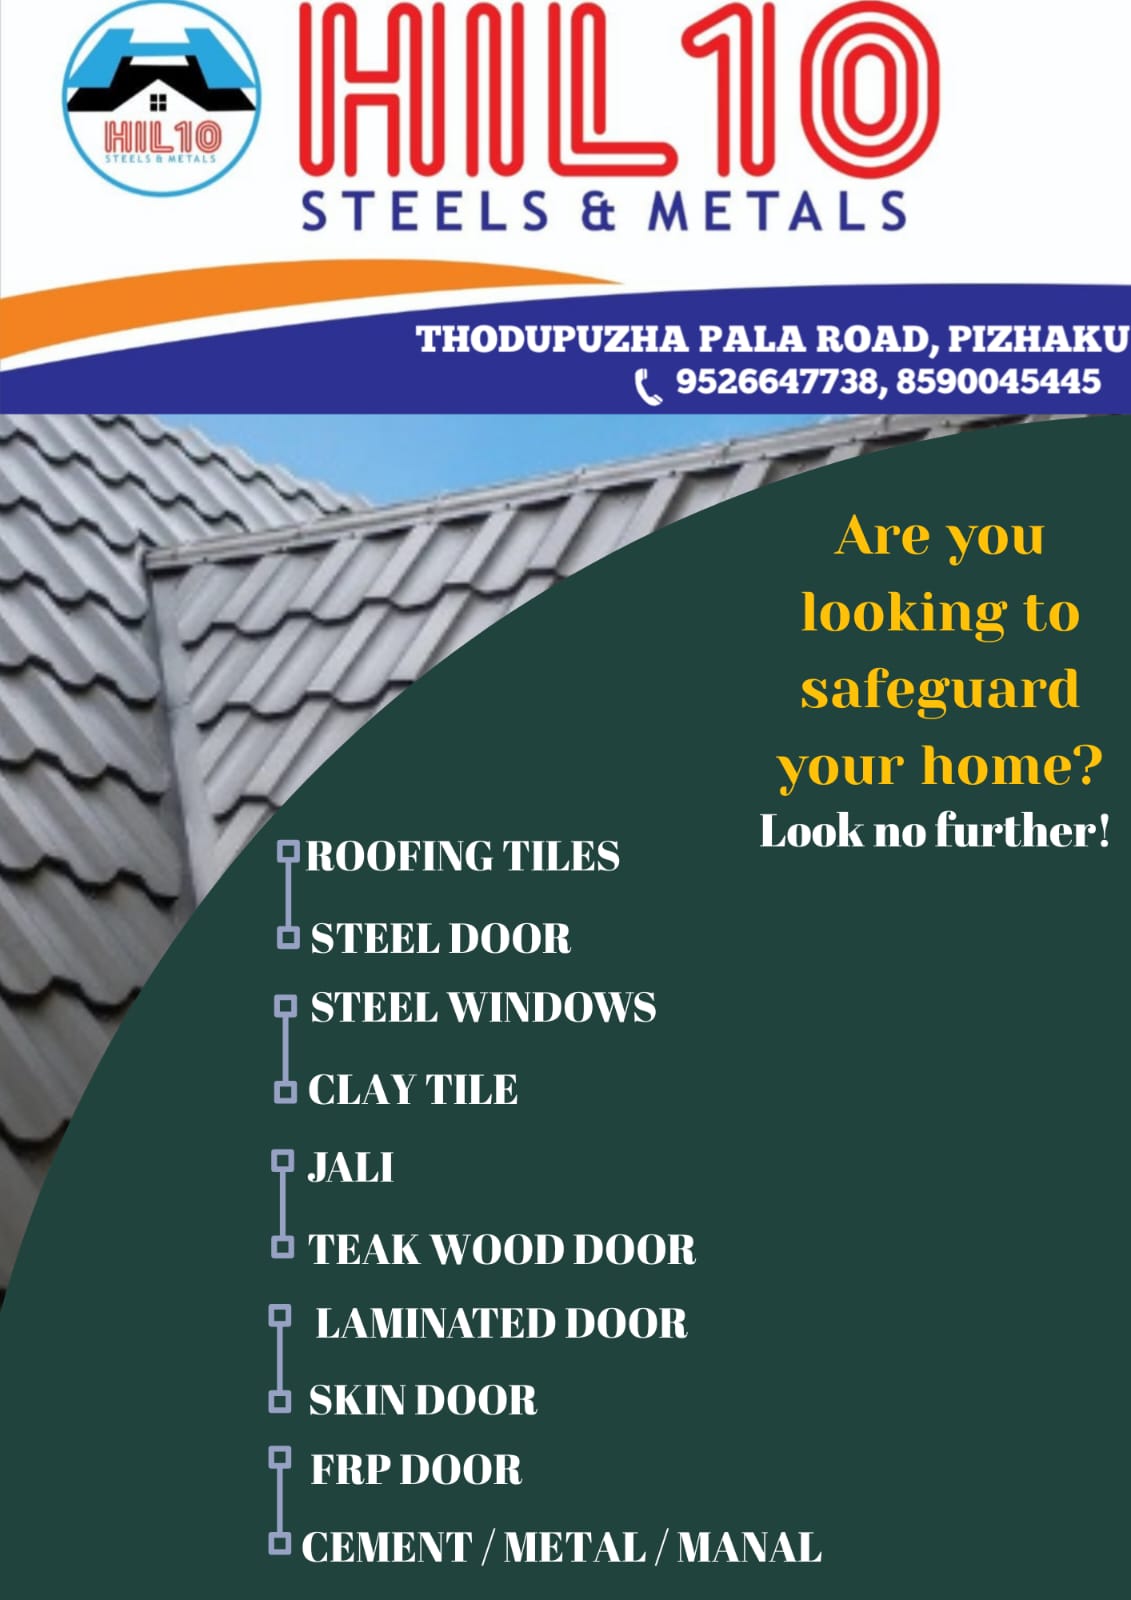 HIL10
STEELS & METALS
HIL10
STEELS & METALS
THODUPUZHA PALA ROAD, PIZHAKU
9526647738, 8590045445
Are you
looking to
safeguard
your home?
Look no further!
ROOFING TILES
STEEL DOOR
STEEL WINDOWS
CLAY TILE
JALI
TEAK WOOD DOOR
LAMINATED DOOR
SKIN DOOR
FRP DOOR
CEMENT / METAL / MANAL